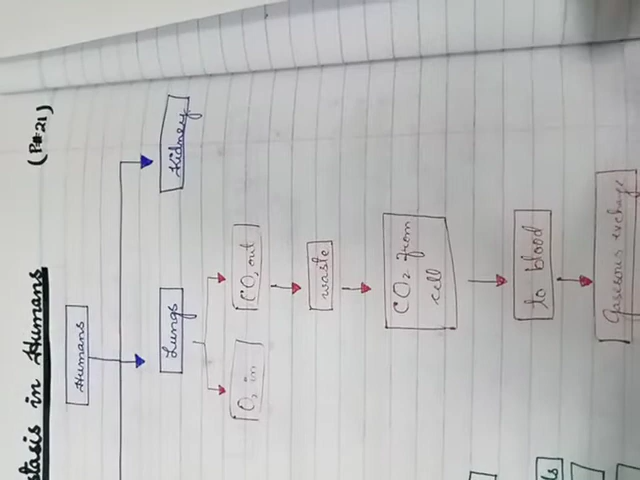 stasis in Humans (P#:21)
Humans
Lungs Kidney
O₂ in CO₂ out
waste
CO₂ from
cell
to blood
Gaseous exchange